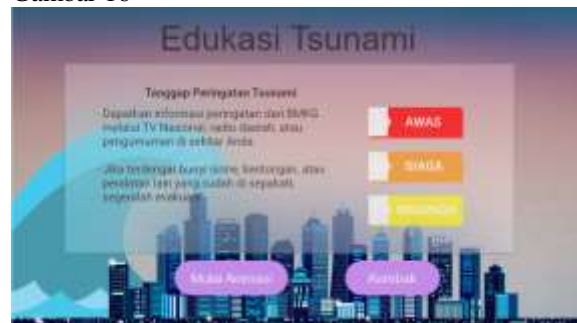 Edukasi Tsunami
Tanggap Peringatan Tsunami
- Dapatkan informasi peringatan dari BMKG
melalui TV Nasional, radio daerah, atau
pengumuman di sekitar Anda.
- Jika terdengar bunyi sirine, kentongan, atau
peralatan lain yang sudah di sepakati,
segeralah evakuasi.
AWAS
SIAGA
WASPADA
Mulai Animasi
Kembali